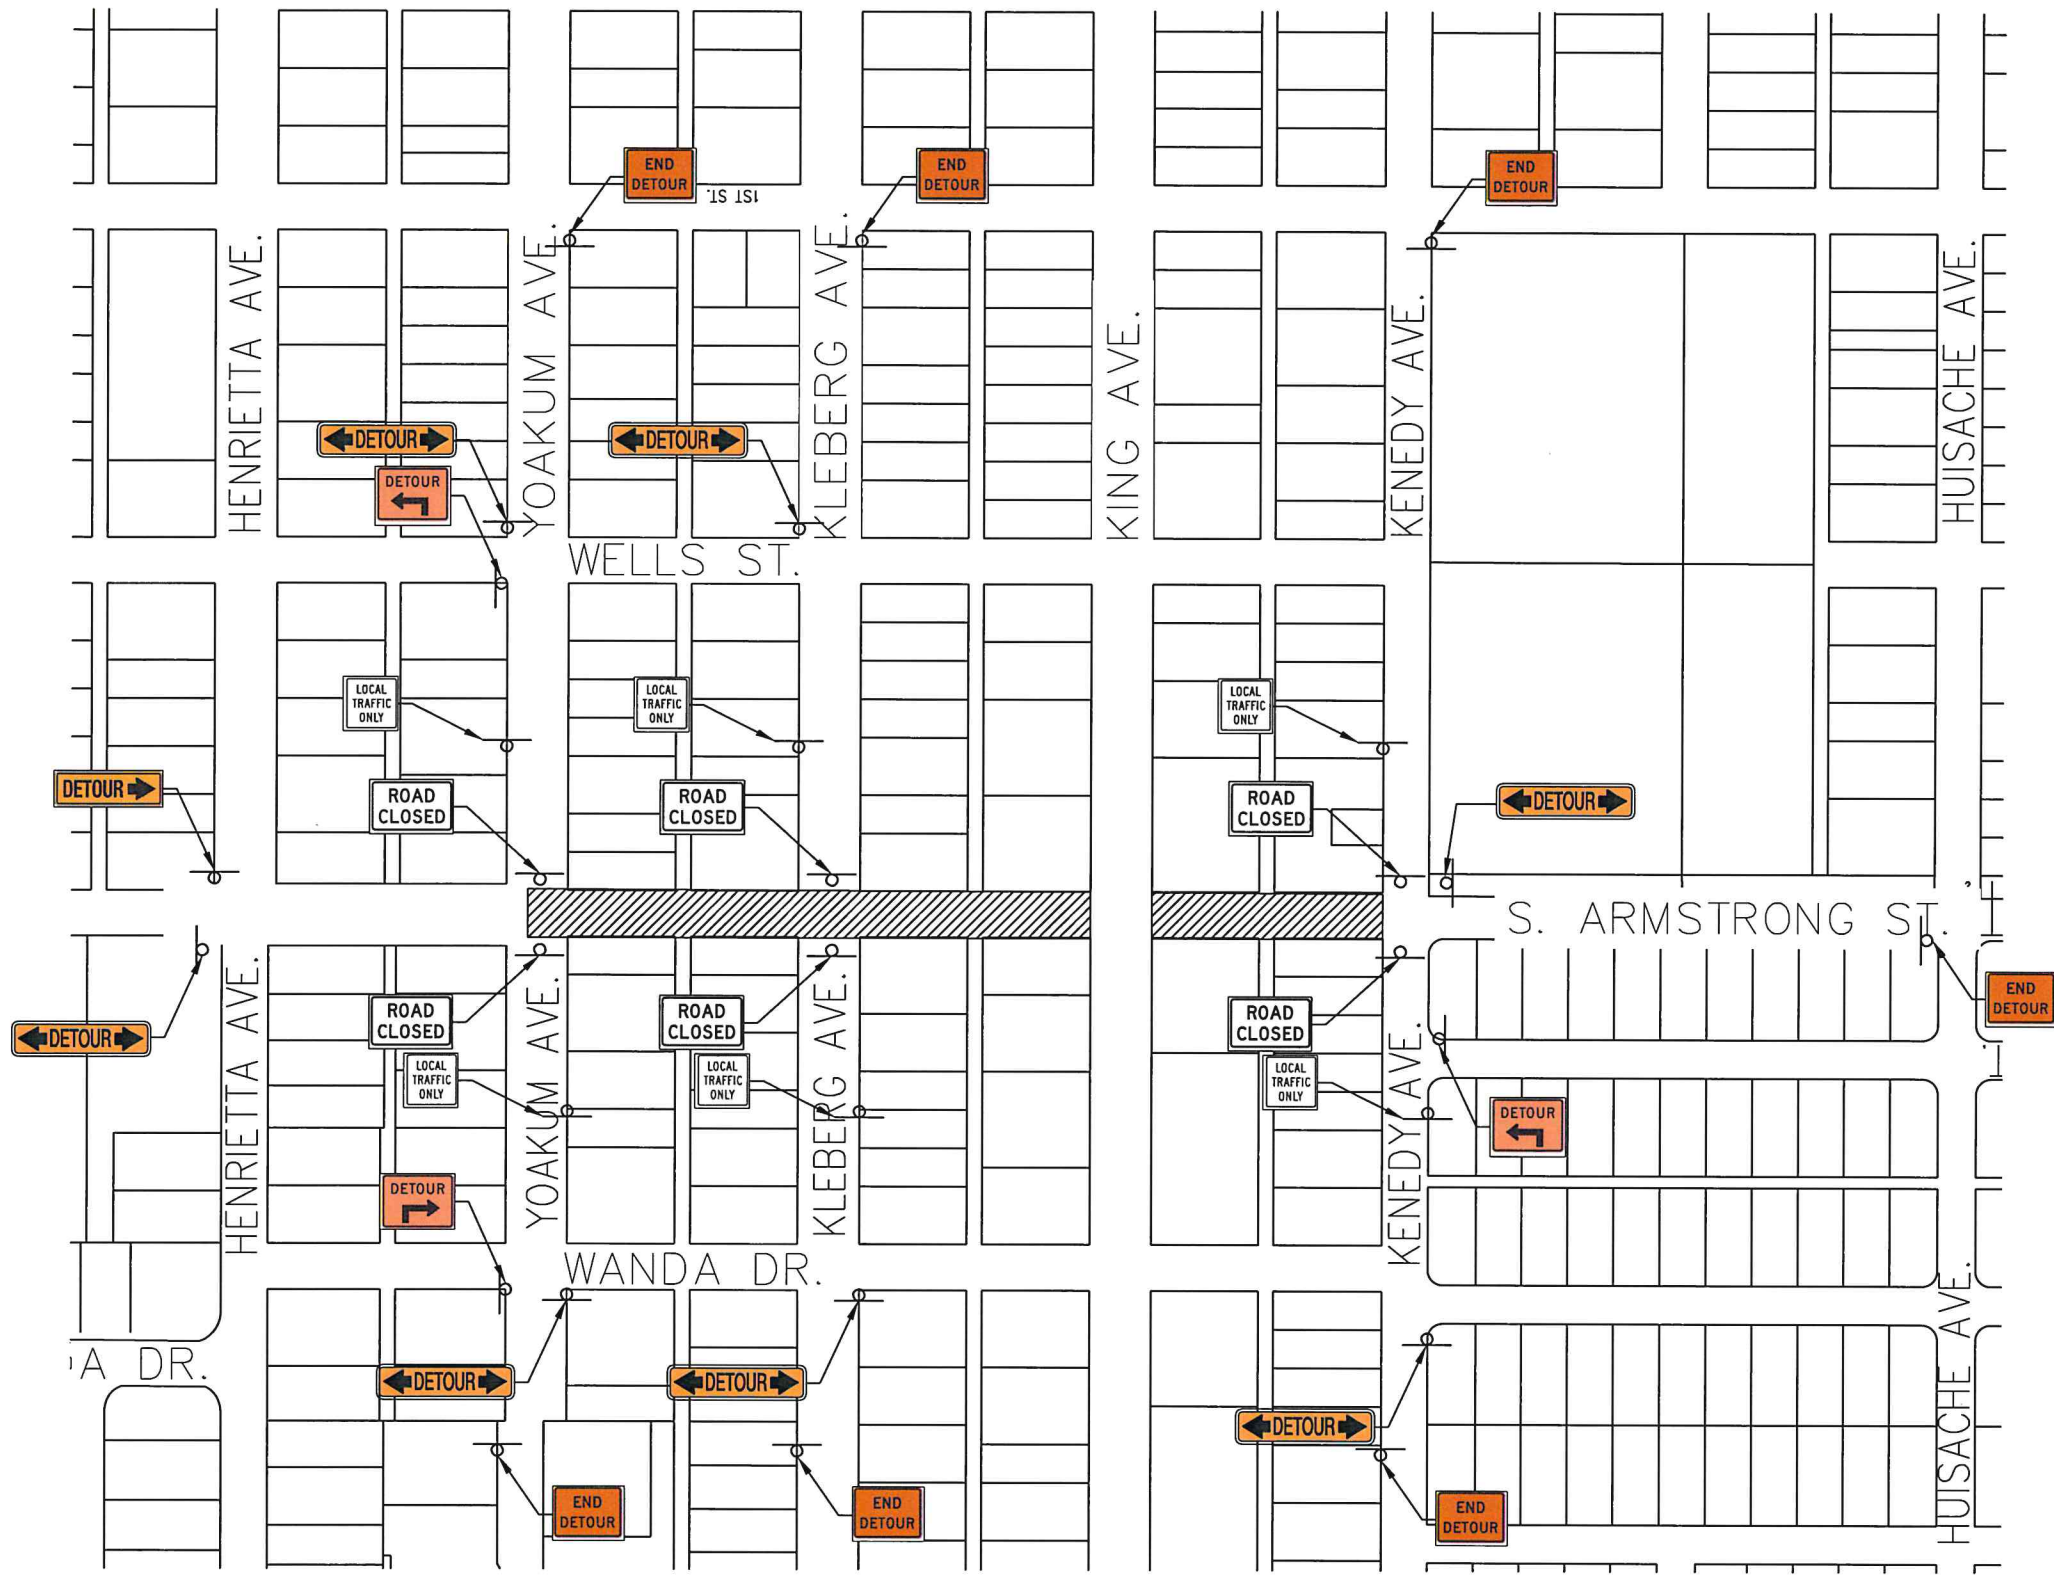 END
DETOUR
END
DETOUR
END
DETOUR
1ST ST.
HENRIETTA AVE.
YOAKUM AVE.
KLEBERG AVE.
KING AVE.
KENEDY AVE.
HUISACHE AVE.
DETOUR
DETOUR
DETOUR
WELLS ST.
LOCAL
TRAFFIC
ONLY
LOCAL
TRAFFIC
ONLY
LOCAL
TRAFFIC
ONLY
DETOUR
ROAD
CLOSED
ROAD
CLOSED
ROAD
CLOSED
DETOUR
S. ARMSTRONG ST.
HENRIETTA AVE.
YOAKUM AVE.
KLEBERG AVE.
KENEDY AVE.
DETOUR
ROAD
CLOSED
ROAD
CLOSED
ROAD
CLOSED
END
DETOUR
LOCAL
TRAFFIC
ONLY
LOCAL
TRAFFIC
ONLY
LOCAL
TRAFFIC
ONLY
DETOUR
DETOUR
WANDA DR.
HUISACHE AVE.
A DR.
DETOUR
DETOUR
DETOUR
END
DETOUR
END
DETOUR
END
DETOUR